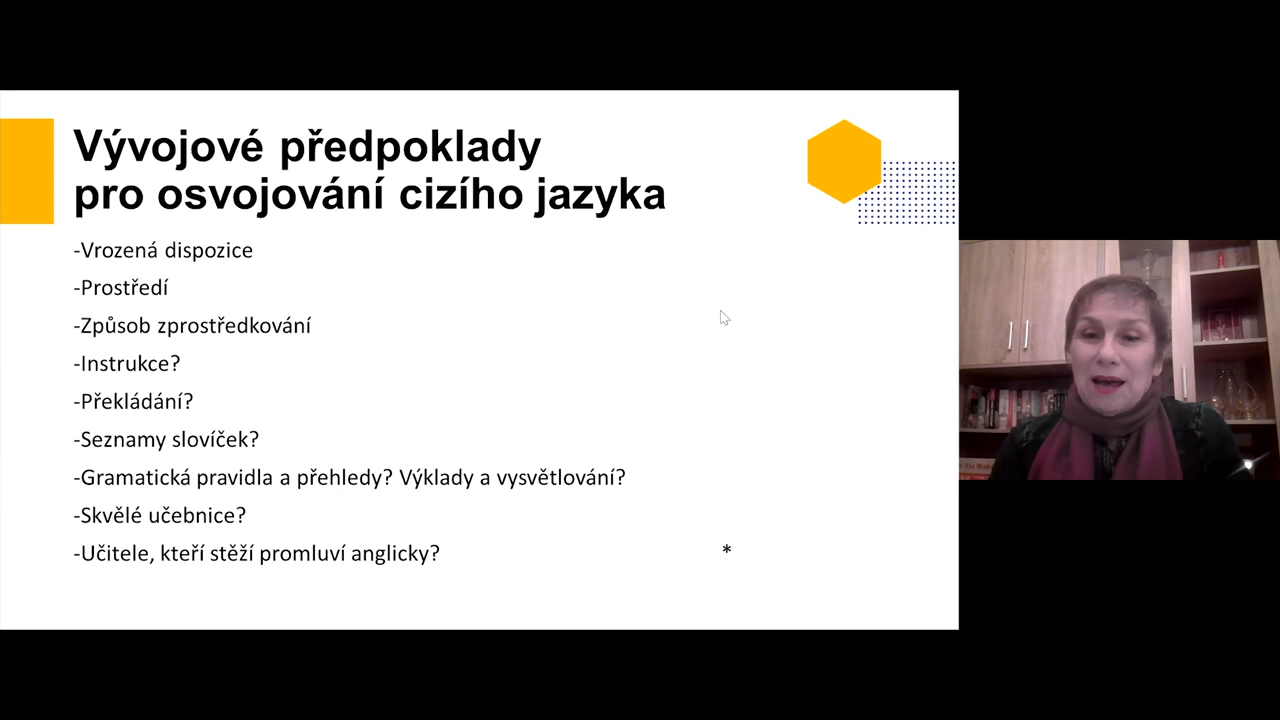 Vývojové předpoklady
pro osvojování cizího jazyka
-Vrozená dispozice
-Prostředí
-Způsob zprostředkování
-Instrukce?
-Překládání?
-Seznamy slovíček?
-Gramatická pravidla a přehledy? Výklady a vysvětlování?
-Skvělé učebnice?
-Učitele, kteří stěží promluví anglicky? *